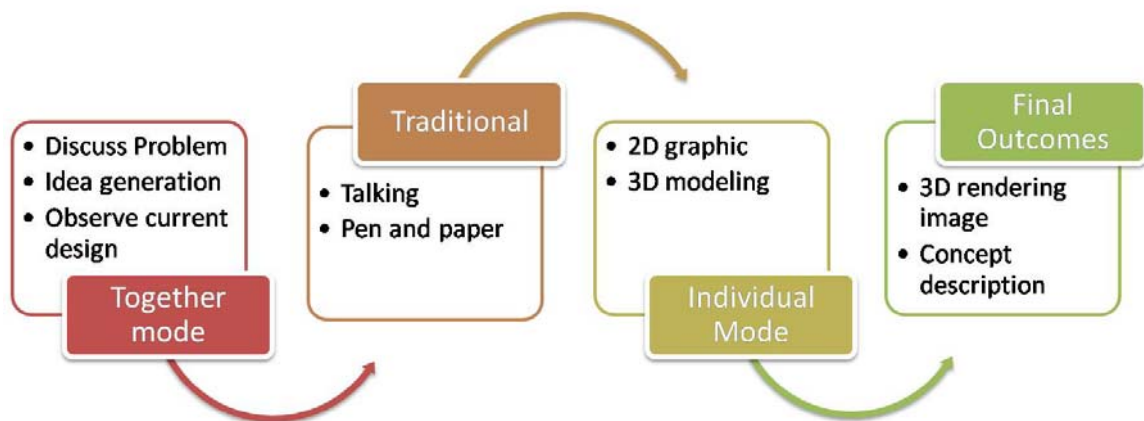 • Discuss Problem
• Idea generation
• Observe current
design
Together
mode
Traditional
• Talking
• Pen and paper
• 2D graphic
• 3D modeling
Individual
Mode
Final
Outcomes
• 3D rendering
image
• Concept
description